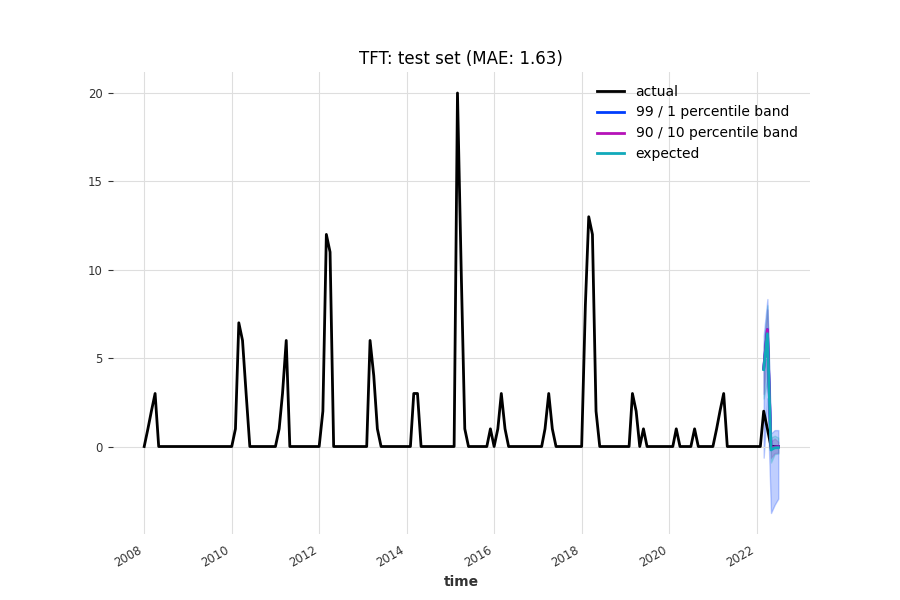 TFT: test set (MAE: 1.63)
actual
99 / 1 percentile band
90 / 10 percentile band
expected
20
15
10
5
0
2008
2010
2012
2014
2016
2018
2020
2022
time